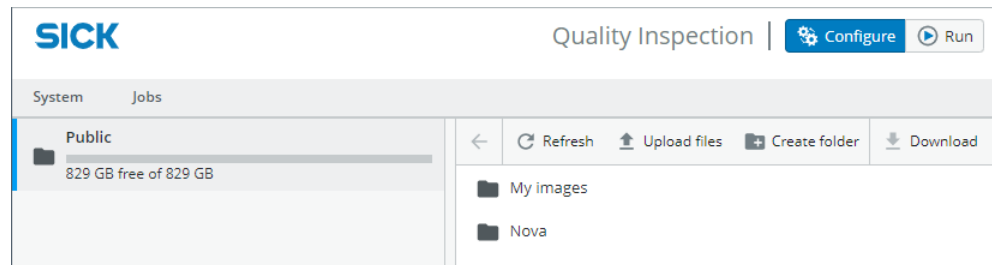 SICK
Quality Inspection | Configure Run
System Jobs
Public
829 GB free of 829 GB
Refresh Upload files Create folder Download
My images
Nova